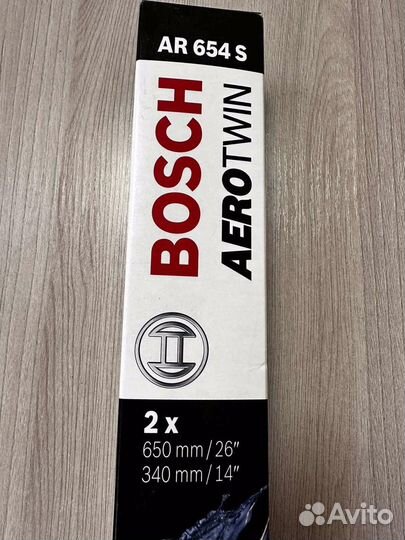 AR 654 S
BOSCH
AEROTWIN
2 x
650 mm / 26"
340 mm / 14"
Avito